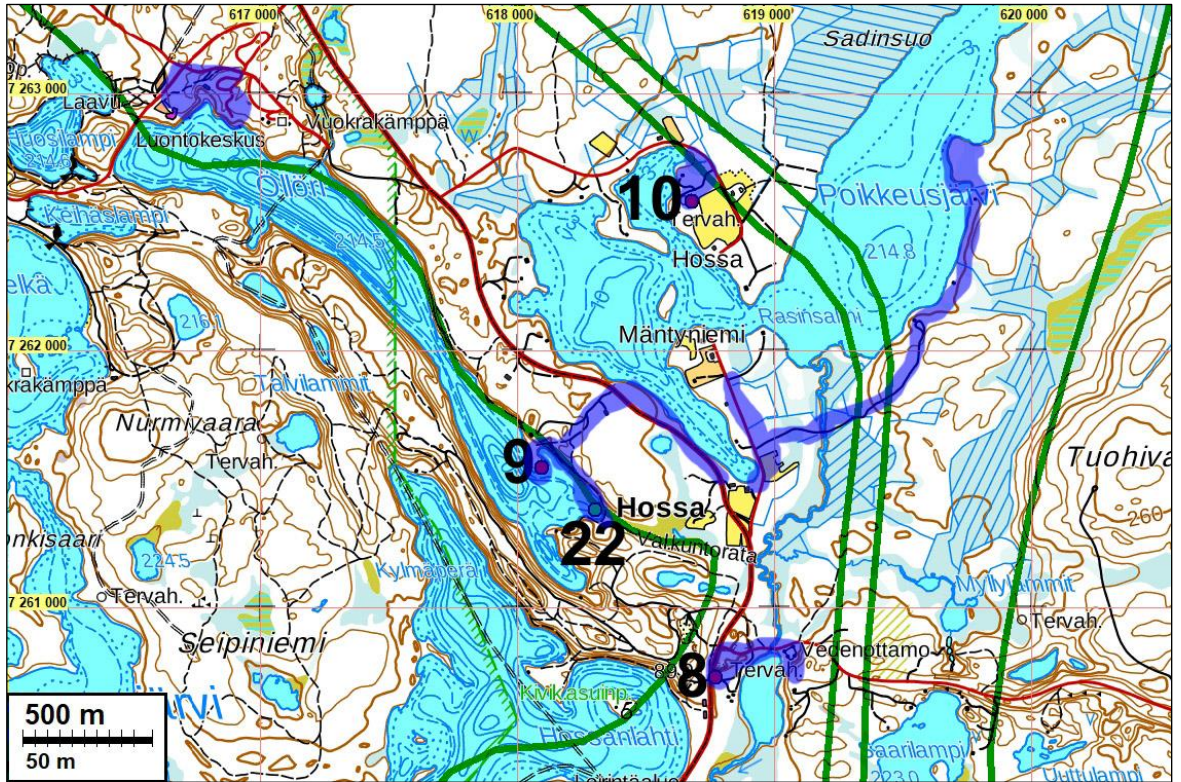 617 000
618 000
619 000
620 000
Sadinsuo
7 263 000
Laavu
Luontokeskus
Vuokrakämppä
Öllöri
Keihäslampi
214.5
10
Tervah.
Hossa
Poikkeusjärvi
214.8
Rasinsalmi
216.1
Mäntyniemi
7 262 000
Talvilammit
Nurmivaara
Tervah.
9
Hossa
22
Valkuntorata
260
224.5
Kylmäperä
7 261 000
Tervah.
Seipiniemi
Myllylammit
Tervah.
Vedenottamo
8
89
Tervah.
Kivikasuinp.
6
Hossanlahti
Saarilampi
223.0
Juttulampi
500 m
50 m